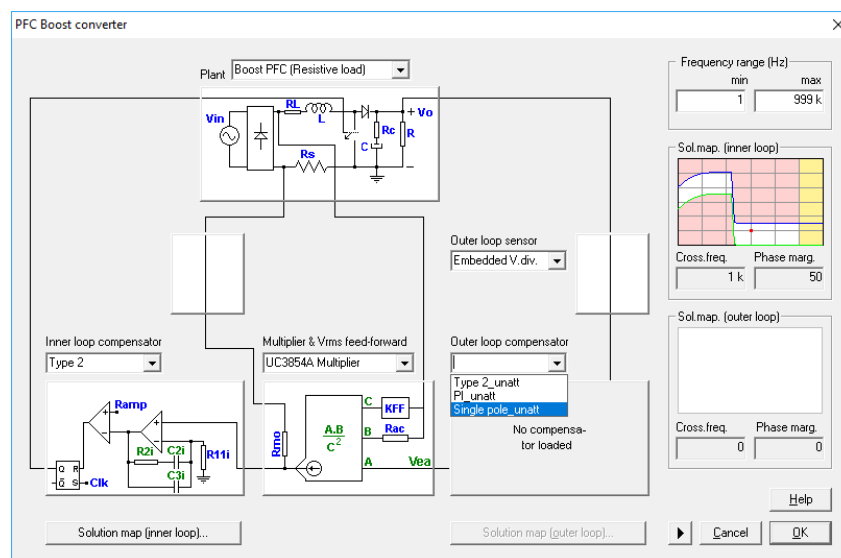 PFC Boost converter
Plant
Boost PFC (Resistive load)
Vin
RL
L
Rs
Rc
C
R
+ Vo
-
Outer loop sensor
Embedded V.div.
Inner loop compensator
Type 2
Multiplier & Vrms feed-forward
UC3854A Multiplier
Outer loop compensator
Type 2_unatt
PI_unatt
Single pole_unatt
No compensa-
tor loaded
Ramp
R2i
C2i
C3i
R11i
Q R
Q S
Clk
Rmo
A.B
C2
C
B
A
KFF
Rac
Vea
Solution map (inner loop)...
Solution map (outer loop)...
Frequency range (Hz)
min max
1 999 k
Sol.map. (inner loop)
Cross.freq. Phase marg.
1 k 50
Sol.map. (outer loop)
Cross.freq. Phase marg.
0 0
Help
Cancel
OK